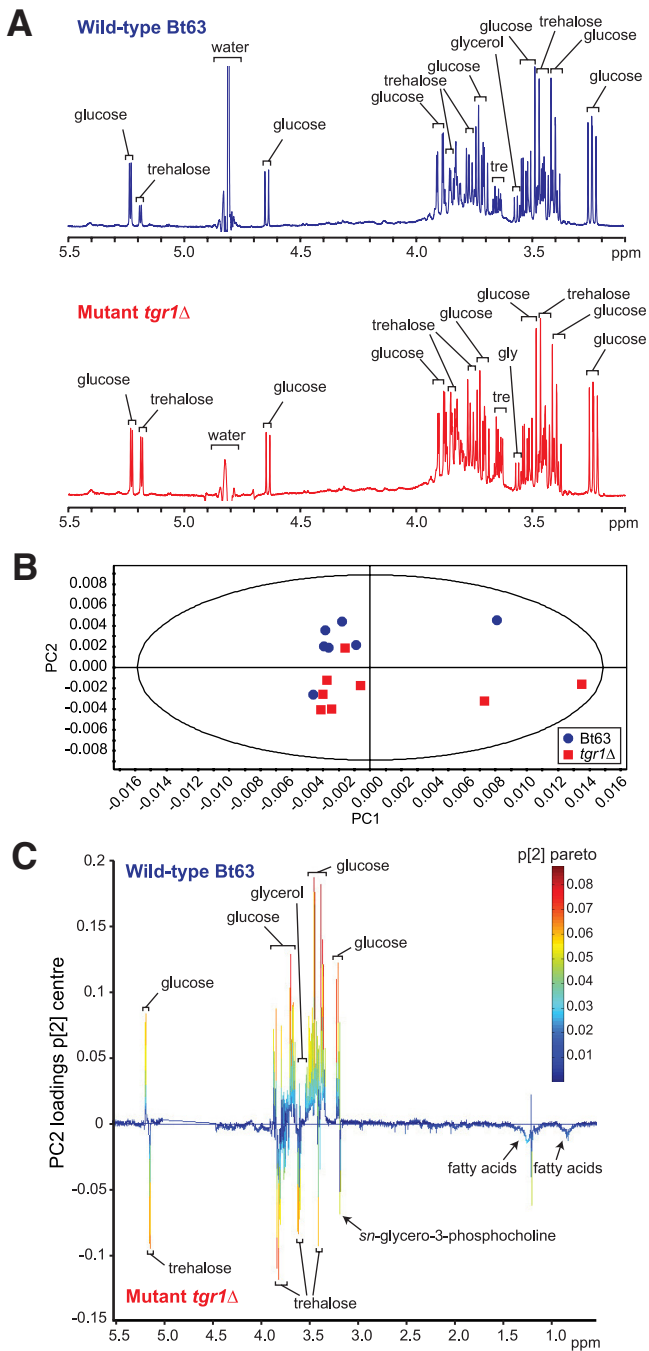 A
Wild-type Bt63
water
glucose
trehalose
glucose
glucose
trehalose
glucose
glycerol
glucose
trehalose
glucose
glucose
tre
5.5 5.0 4.5 4.0 3.5 ppm
Mutant tgr1Δ
glucose
trehalose
water
glucose
glucose
trehalose
glucose
glucose
trehalose
glucose
glucose
gly
tre
5.5 5.0 4.5 4.0 3.5 ppm
B
PC2
0.008
0.006
0.004
0.002
0.000
-0.002
-0.004
-0.006
-0.008
-0.016 -0.014 -0.012 -0.010 -0.008 -0.006 -0.004 -0.002 0.000 0.002 0.004 0.006 0.008 0.010 0.012 0.014 0.016
PC1
Bt63
tgr1Δ
C
Wild-type Bt63
PC2 loadings p[2] centre
0.2
0.15
0.1
0.05
0
-0.05
-0.1
-0.15
glucose
glucose
glycerol
glucose
glucose
p[2] pareto
0.08
0.07
0.06
0.05
0.04
0.03
0.02
0.01
fatty acids
fatty acids
sn-glycero-3-phosphocholine
trehalose
trehalose
Mutant tgr1Δ
5.5 5.0 4.0 3.5 3.0 2.5 2.0 1.5 1.0 ppm